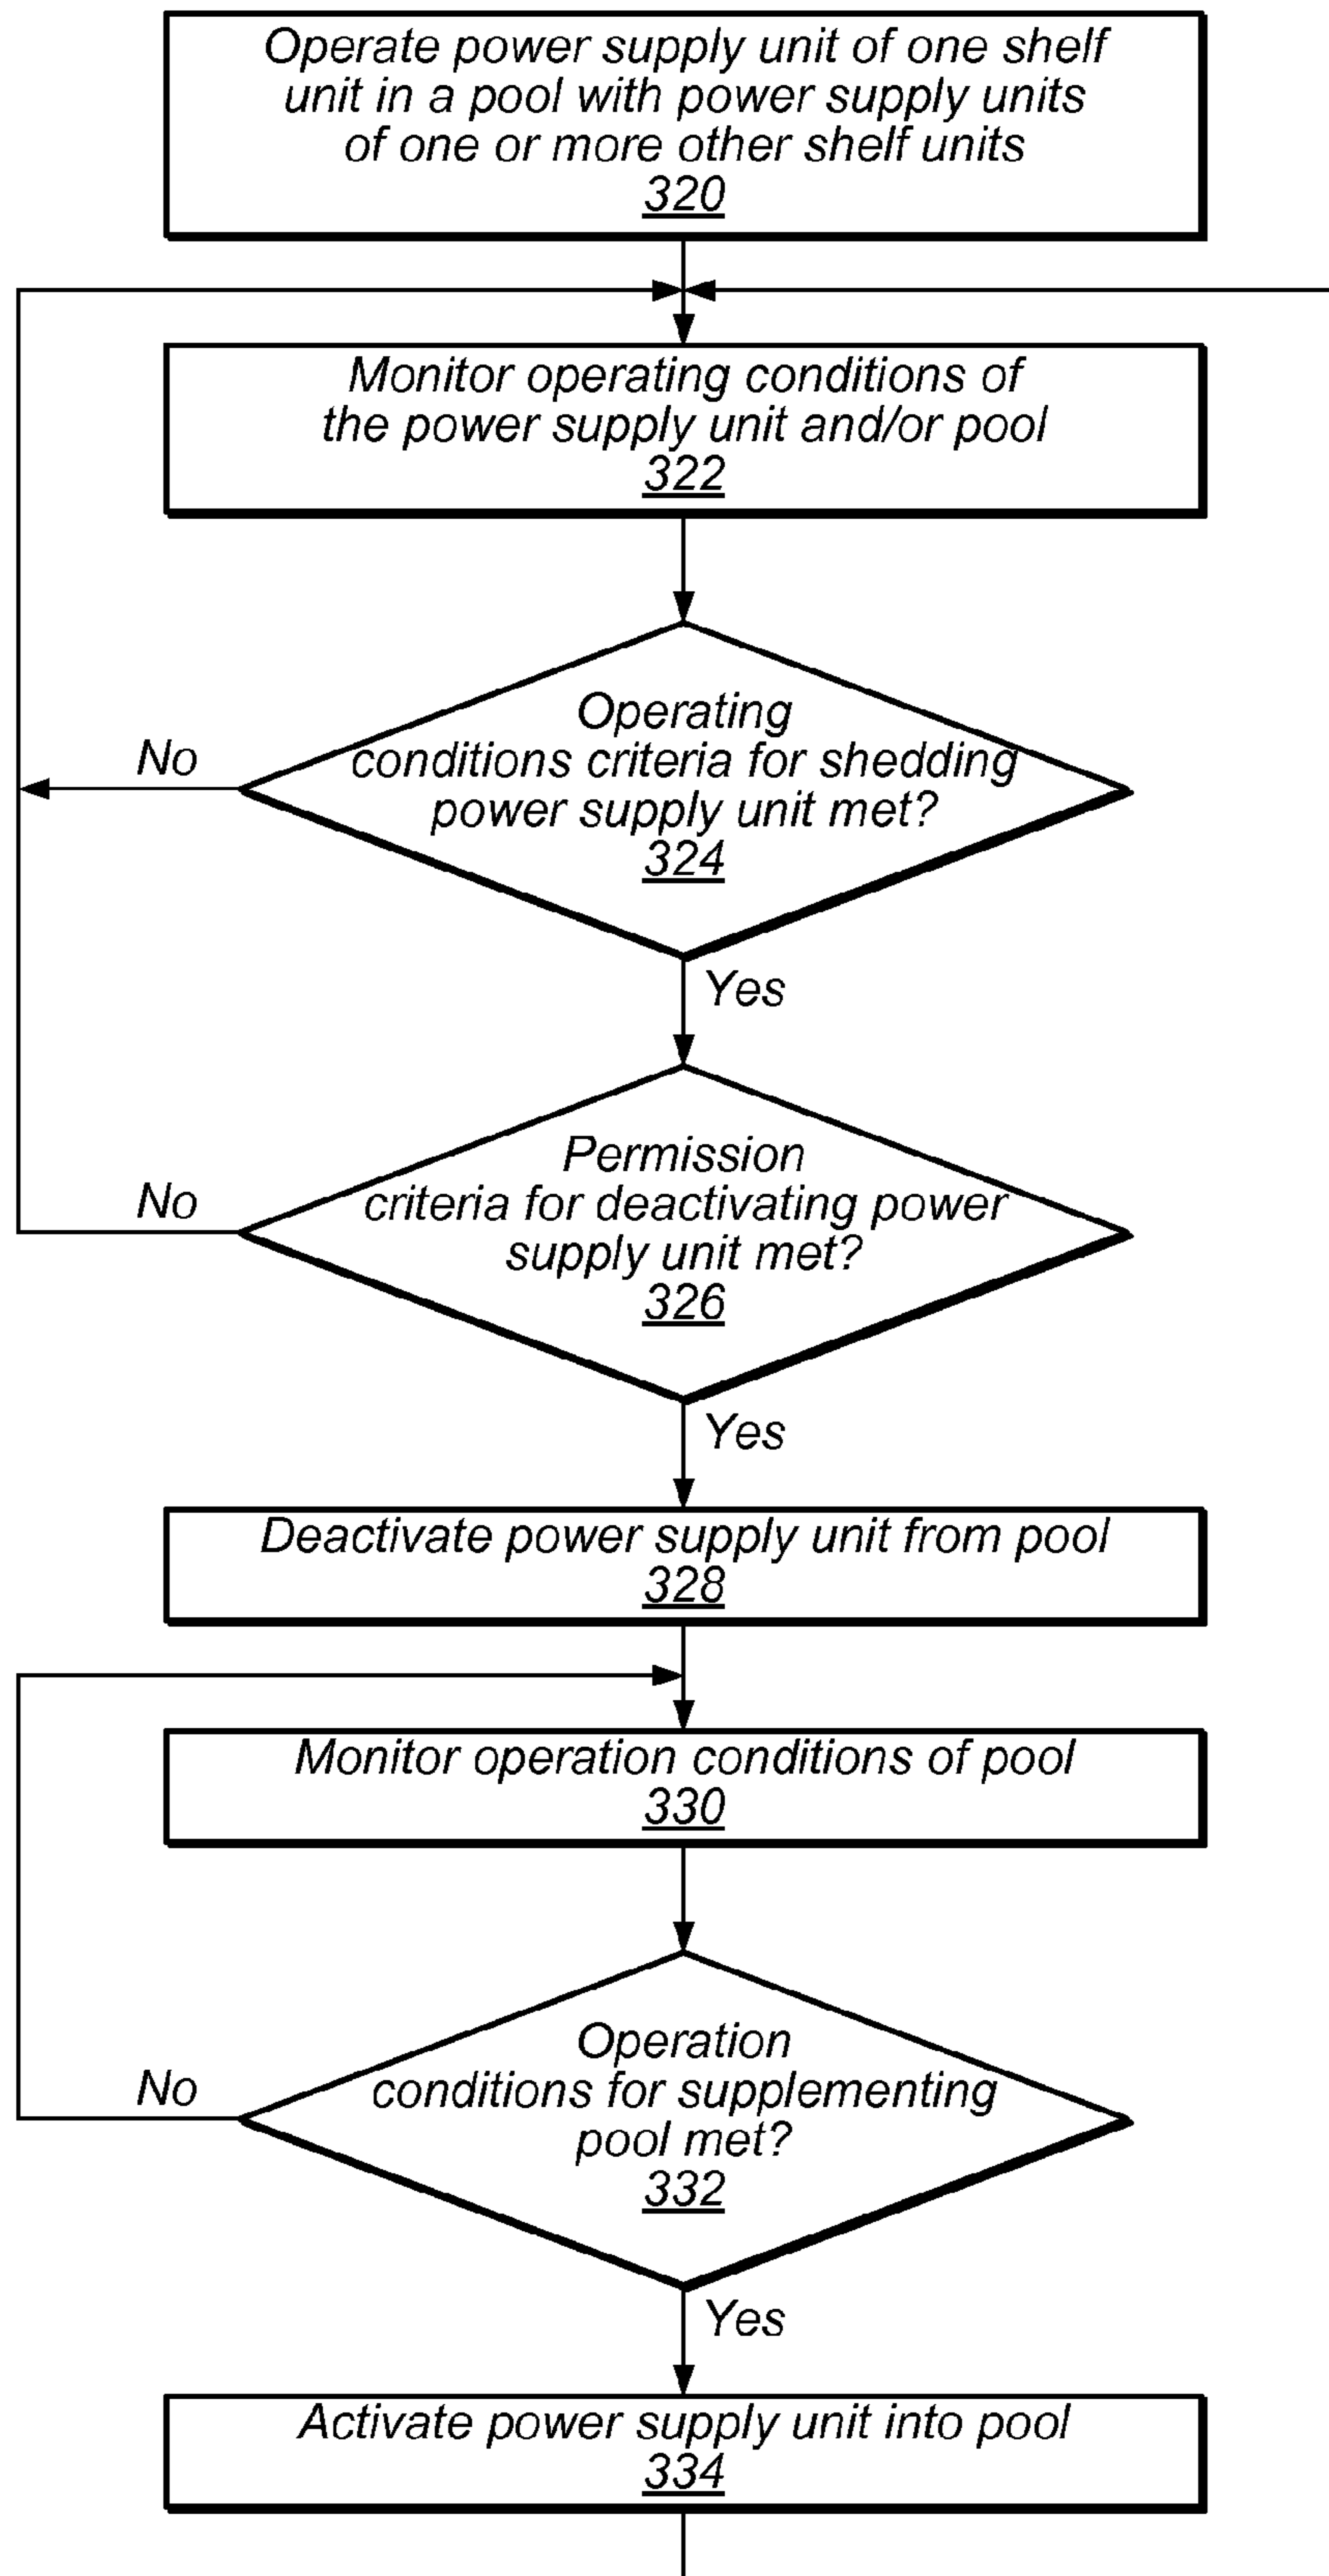 Operate power supply unit of one shelf
unit in a pool with power supply units
of one or more other shelf units
320
Monitor operating conditions of
the power supply unit and/or pool
322
Operating
conditions criteria for shedding
power supply unit met?
324
No
Yes
Permission
criteria for deactivating power
supply unit met?
326
No
Yes
Deactivate power supply unit from pool
328
Monitor operation conditions of pool
330
Operation
conditions for supplementing
pool met?
332
No
Yes
Activate power supply unit into pool
334